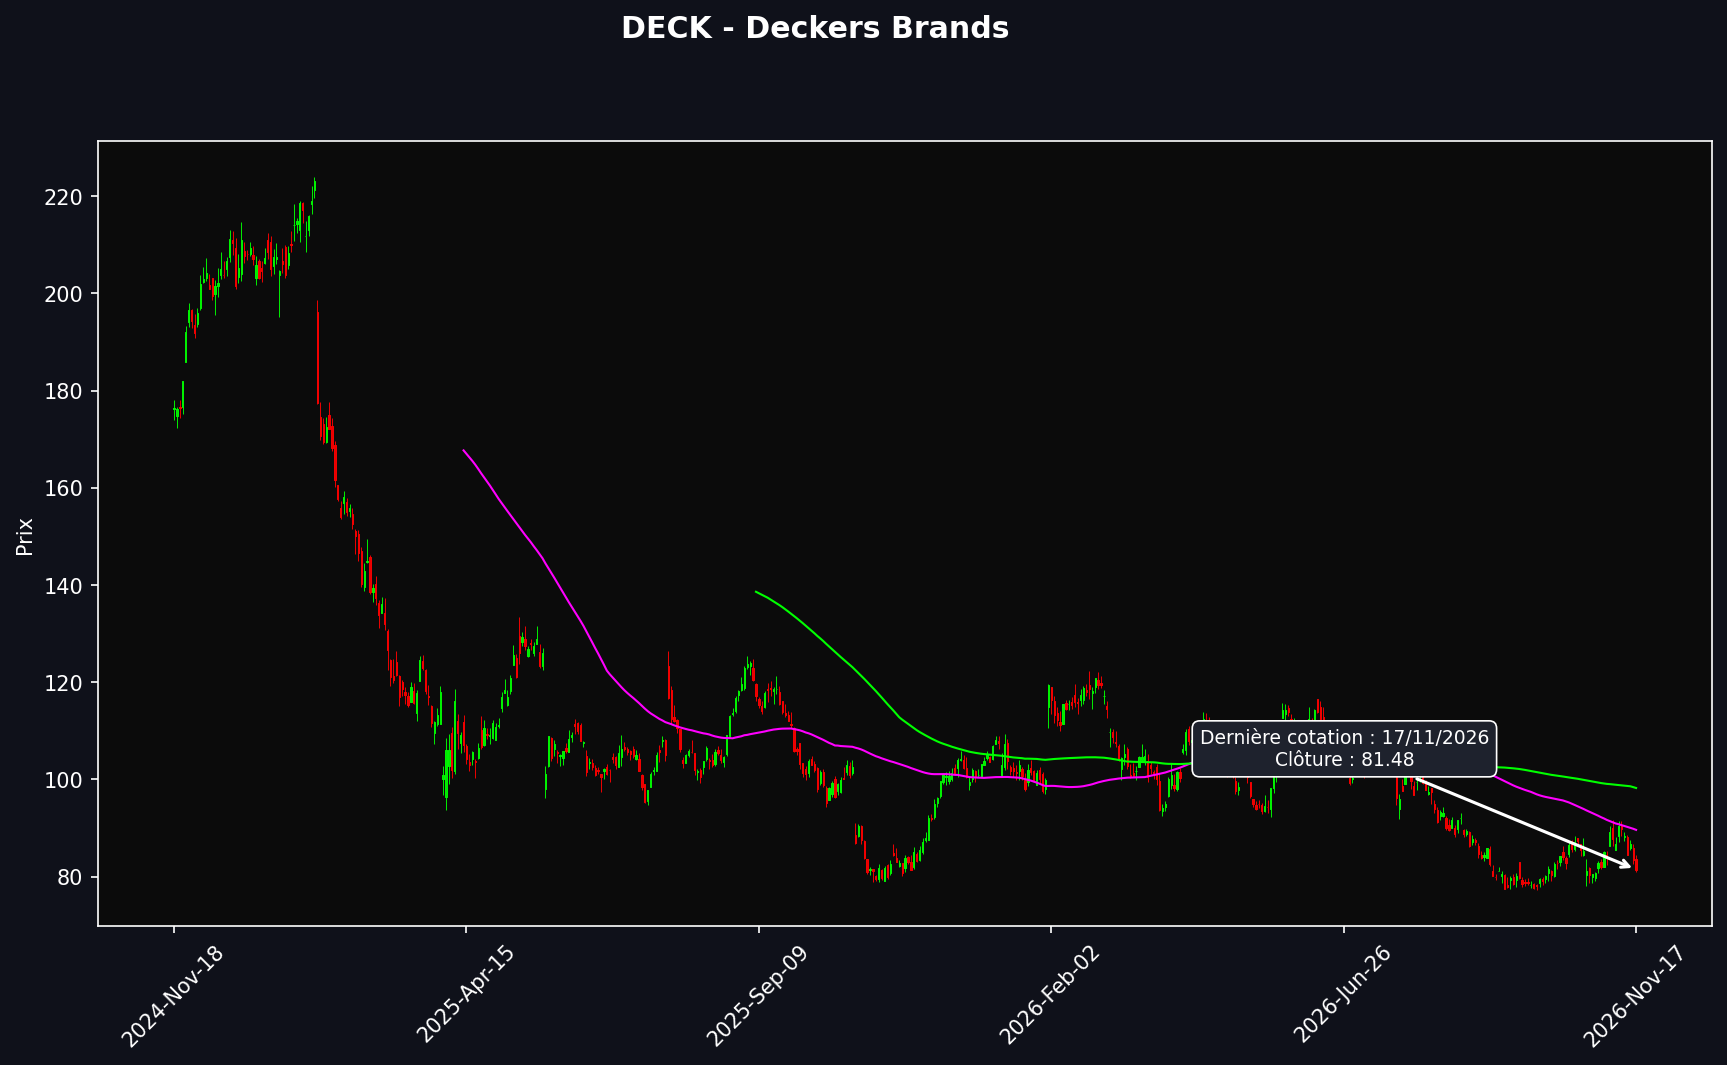 DECK - Deckers Brands
Prix
220
200
180
160
140
120
100
80
Dernière cotation : 17/11/2026
Clôture : 81.48
2024-Nov-18
2025-Apr-15
2025-Sep-09
2026-Feb-02
2026-Jun-26
2026-Nov-17